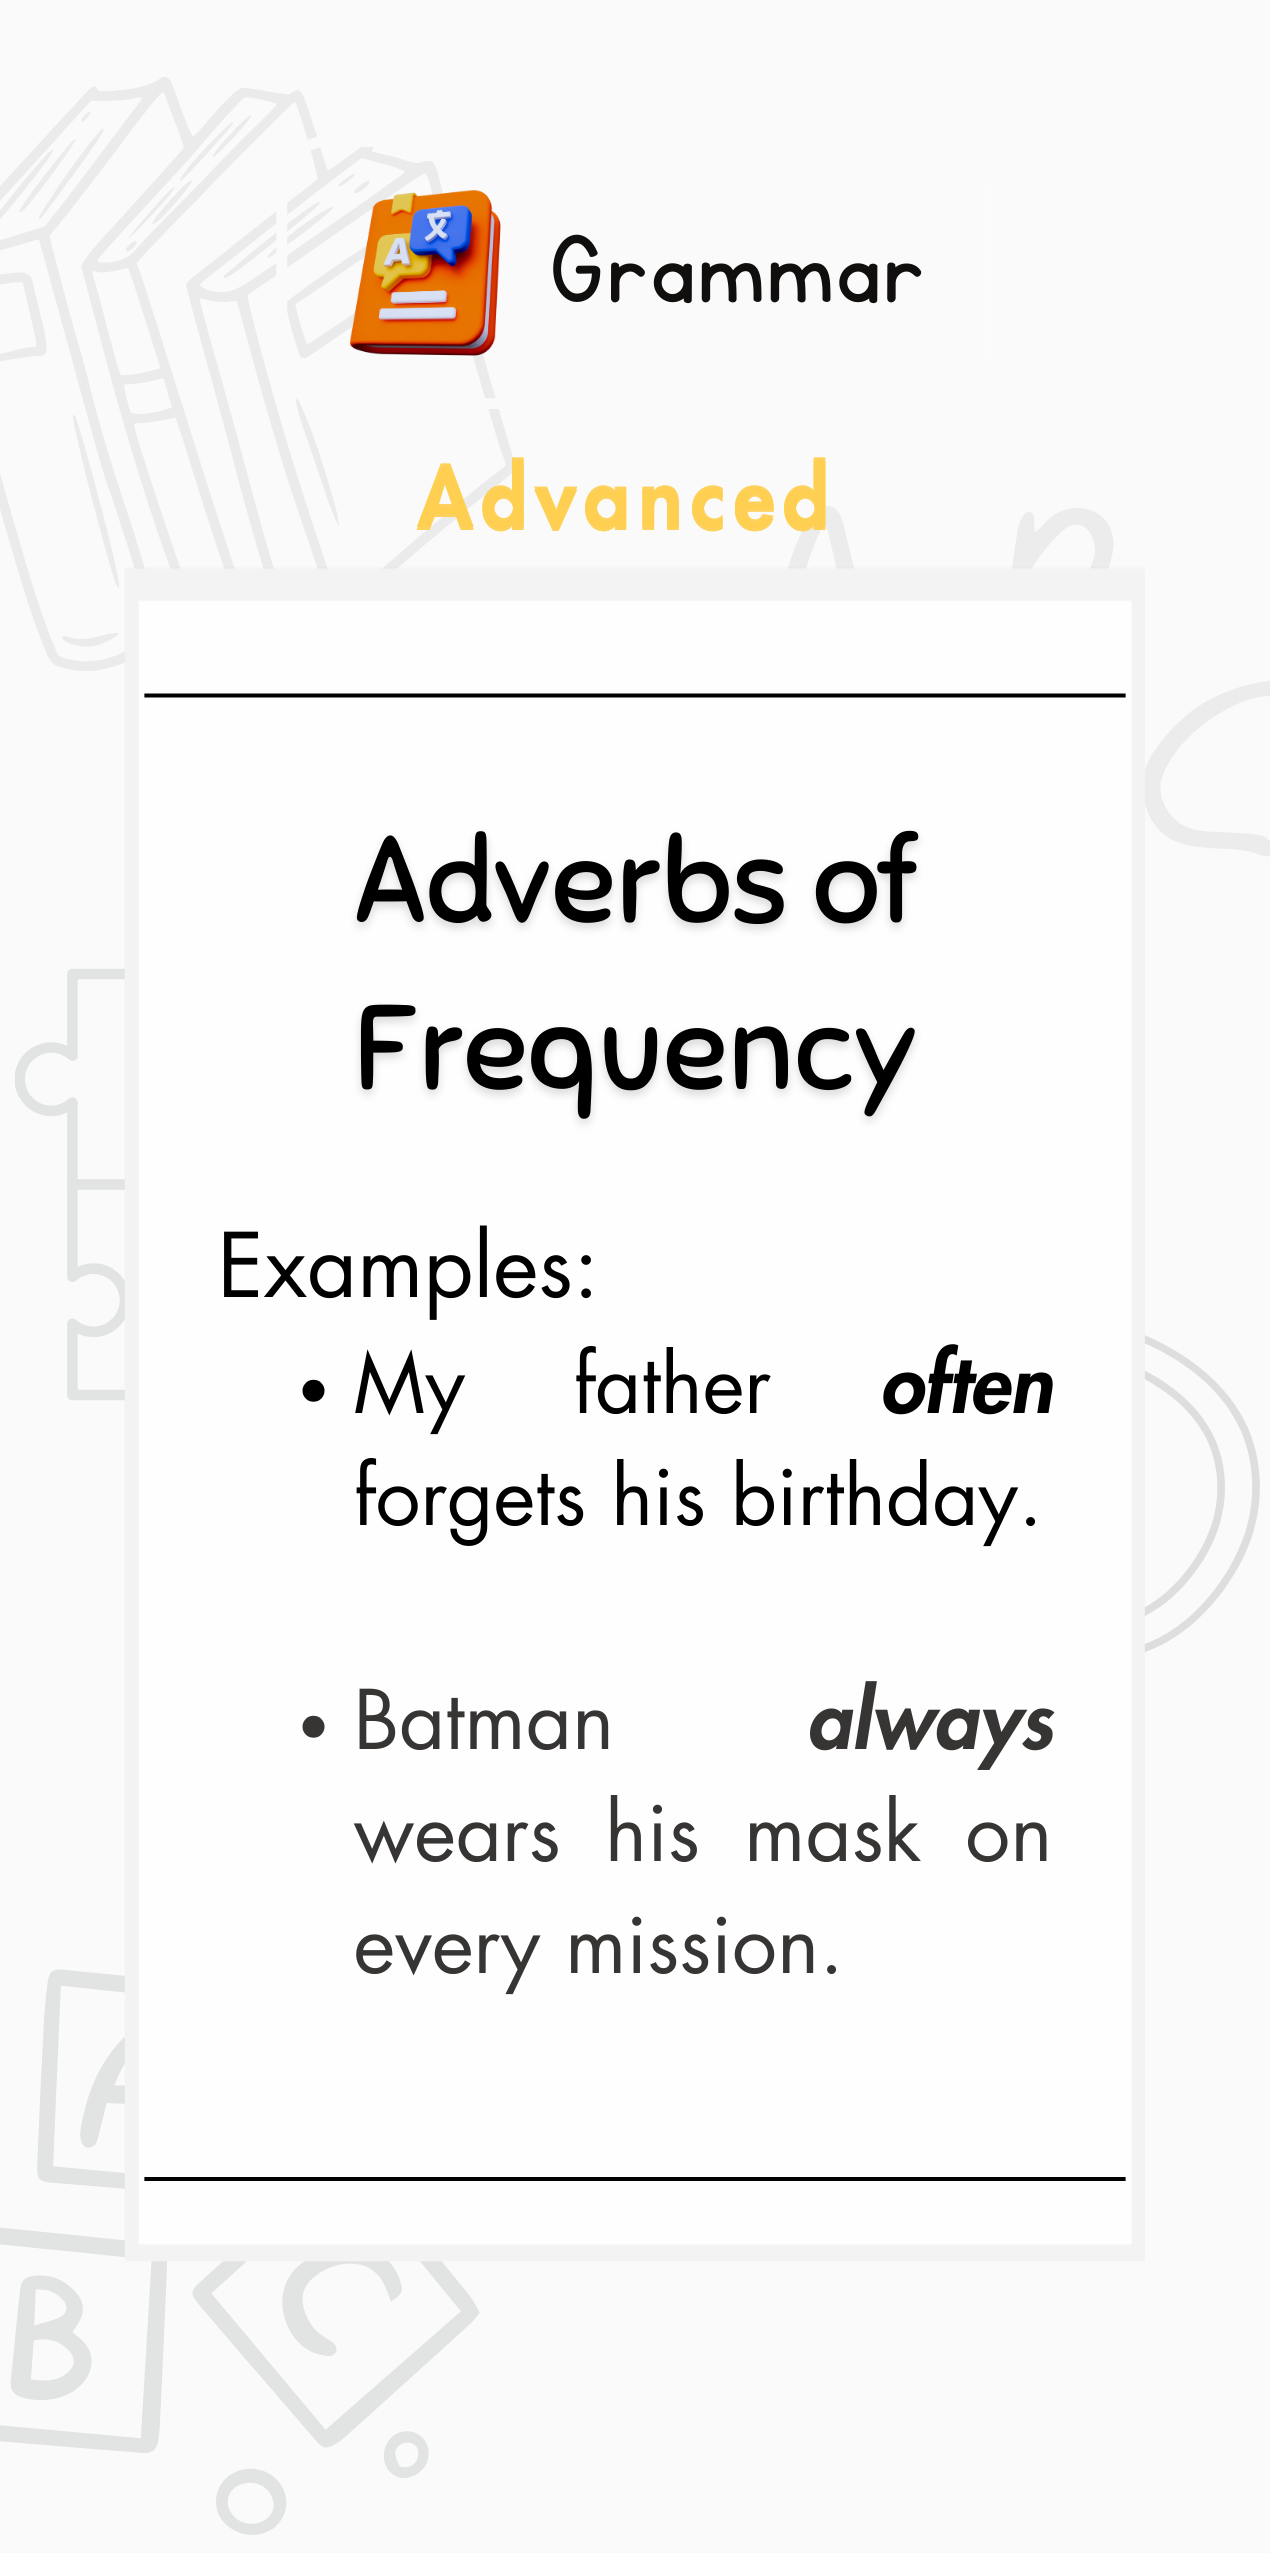 A 文
Grammar
Advanced
Adverbs of
Frequency
Examples:
• My father often
forgets his birthday.
• Batman always
wears his mask on
every mission.
A
B
C